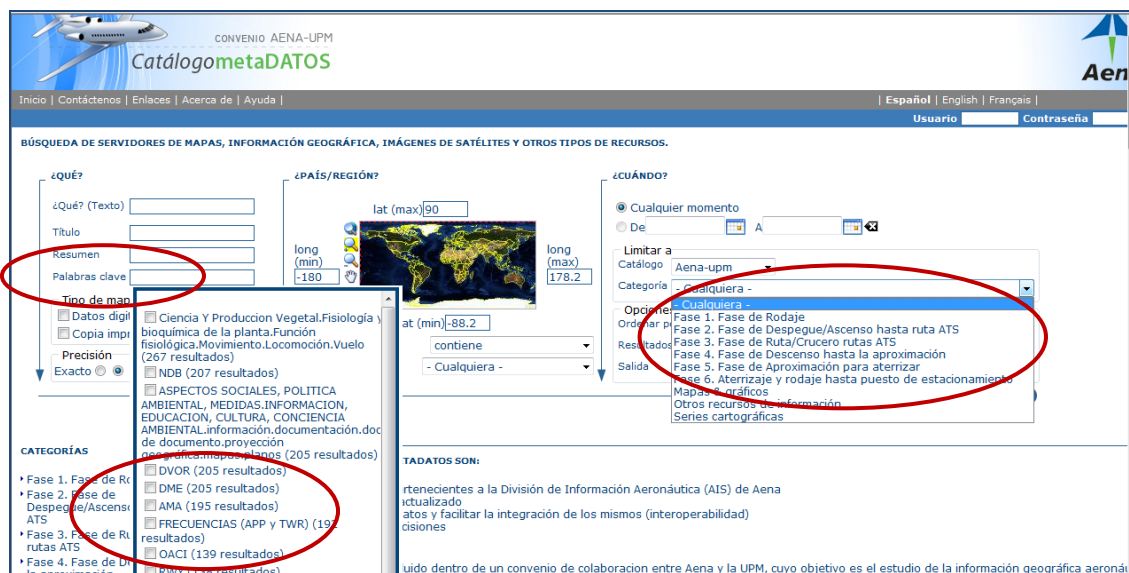 CONVENIO AENA-UPM
CatálogometaDATOS
Inicio | Contáctenos | Enlaces | Acerca de | Ayuda |
| Español | English | Français |
Usuario
Contraseña
BÚSQUEDA DE SERVIDORES DE MAPAS, INFORMACIÓN GEOGRÁFICA, IMÁGENES DE SATÉLITES Y OTROS TIPOS DE RECURSOS.
¿QUÉ?
¿Qué? (Texto)
Título
Resumen
Palabras clave
Tipo de map
Datos digit
Copia impr
Precisión
Exacto
¿PAÍS/REGIÓN?
lat (max) 90
long (min)
-180
long (max)
178.2
at (min) -88.2
contiene
- Cualquiera -
¿CUÁNDO?
Cualquier momento
De
A
Limitar a
Catálogo Aena-upm
Categoría - Cualquiera -
Opciones
Ordenar po
Resultados
Salida
- Cualquiera -
Fase 1. Fase de Rodaje
Fase 2. Fase de Despegue/Ascenso hasta ruta ATS
Fase 3. Fase de Ruta/Crucero rutas ATS
Fase 4. Fase de Descenso hasta la aproximación
Fase 5. Fase de Aproximación para aterrizar
Fase 6. Aterrizaje y rodaje hasta puesto de estacionamiento
Mapas & gráficos
Otros recursos de información
Series cartográficas
Ciencia Y Produccion Vegetal.Fisiología y
bioquímica de la planta.Función
fisiológica.Movimiento.Locomoción.Vuelo
(267 resultados)
NDB (207 resultados)
ASPECTOS SOCIALES, POLITICA
AMBIENTAL, MEDIDAS.INFORMACION,
EDUCACION, CULTURA, CONCIENCIA
AMBIENTAL.información.documentación.doc
de documento.proyección
geográfica.mapas.planos (205 resultados)
DVOR (205 resultados)
DME (205 resultados)
AMA (195 resultados)
FRECUENCIAS (APP y TWR) (192
resultados)
OACI (139 resultados)
CATEGORÍAS
Fase 1. Fase de Ro
Fase 2. Fase de
Despegue/Ascenso
ATS
Fase 3. Fase de Ru
rutas ATS
Fase 4. Fase de De
TADATOS SON:
rtenecientes a la División de Información Aeronáutica (AIS) de Aena
actualizado
atos y facilitar la integración de los mismos (interoperabilidad)
cisiones
uido dentro de un convenio de colaboracion entre Aena y la UPM, cuyo objetivo es el estudio de la información geográfica aeronáu